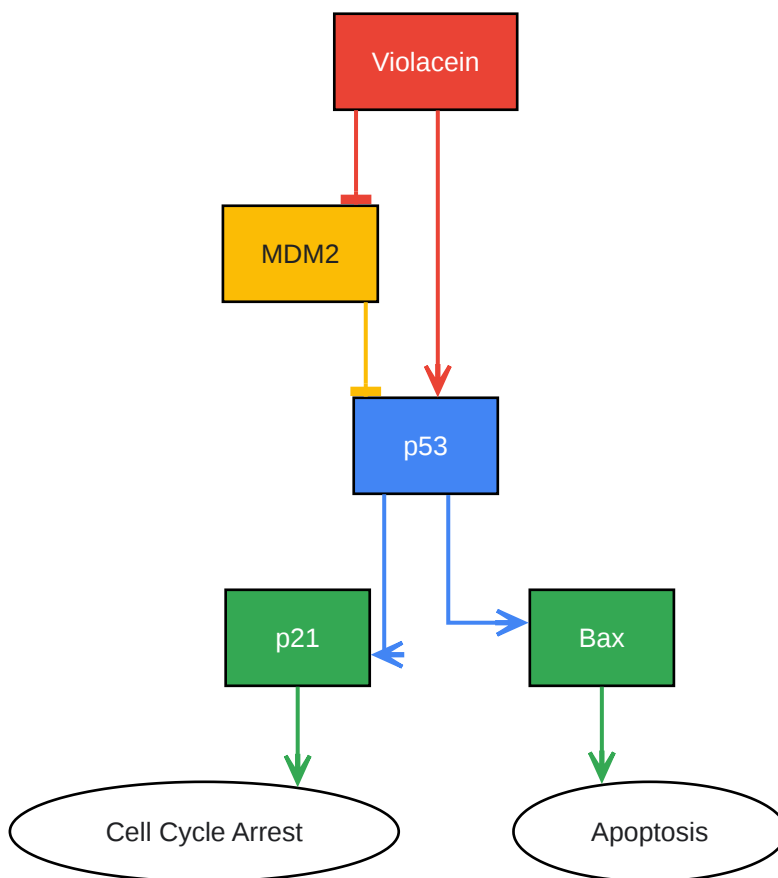 Violacein
MDM2
p53
p21
Bax
Cell Cycle Arrest
Apoptosis